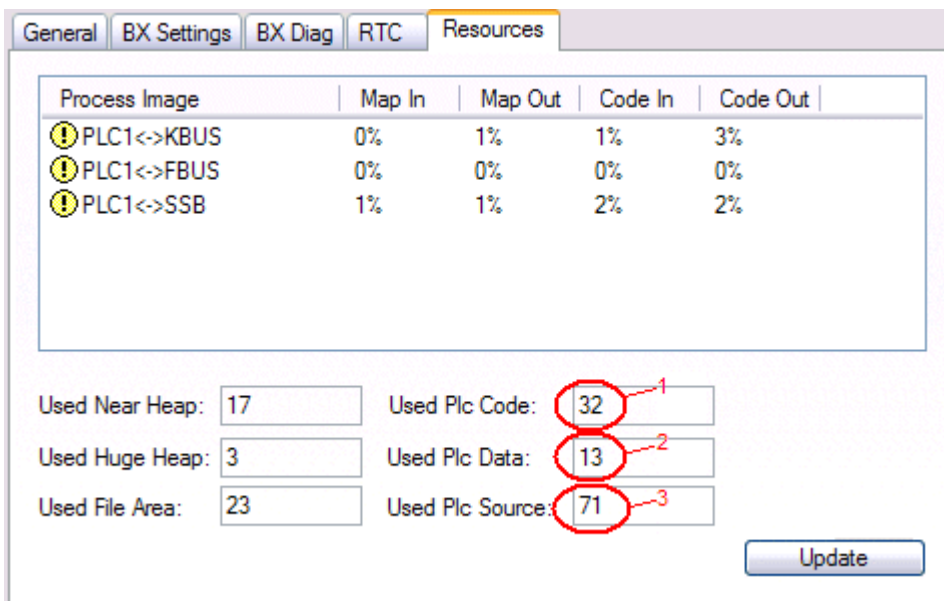 General BX Settings BX Diag RTC Resources
Process Image Map In Map Out Code In Code Out
PLC1<->KBUS 0% 1% 1% 3%
PLC1<->FBUS 0% 0% 0% 0%
PLC1<->SSB 1% 1% 2% 2%
Used Near Heap: 17 Used Plc Code: 32 1
Used Huge Heap: 3 Used Plc Data: 13 2
Used File Area: 23 Used Plc Source: 71 3
Update